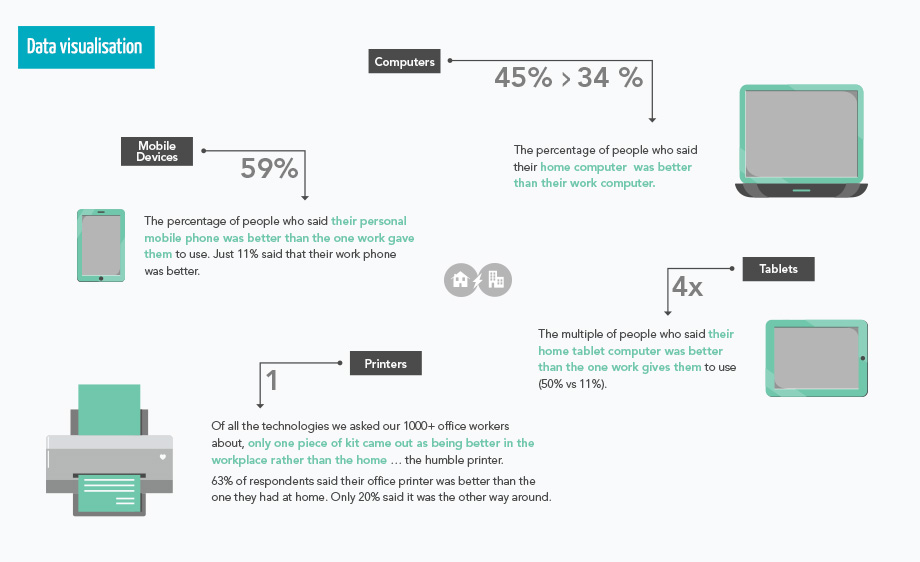 Data visualisation
Computers
45% > 34 %
The percentage of people who said
their home computer was better
than their work computer.
Mobile
Devices
59%
The percentage of people who said their personal
mobile phone was better than the one work gave
them to use. Just 11% said that their work phone
was better.
Tablets
4x
The multiple of people who said their
home tablet computer was better
than the one work gives them to use
(50% vs 11%).
Printers
1
Of all the technologies we asked our 1000+ office workers
about, only one piece of kit came out as being better in the
workplace rather than the home … the humble printer.
63% of respondents said their office printer was better than the
one they had at home. Only 20% said it was the other way around.